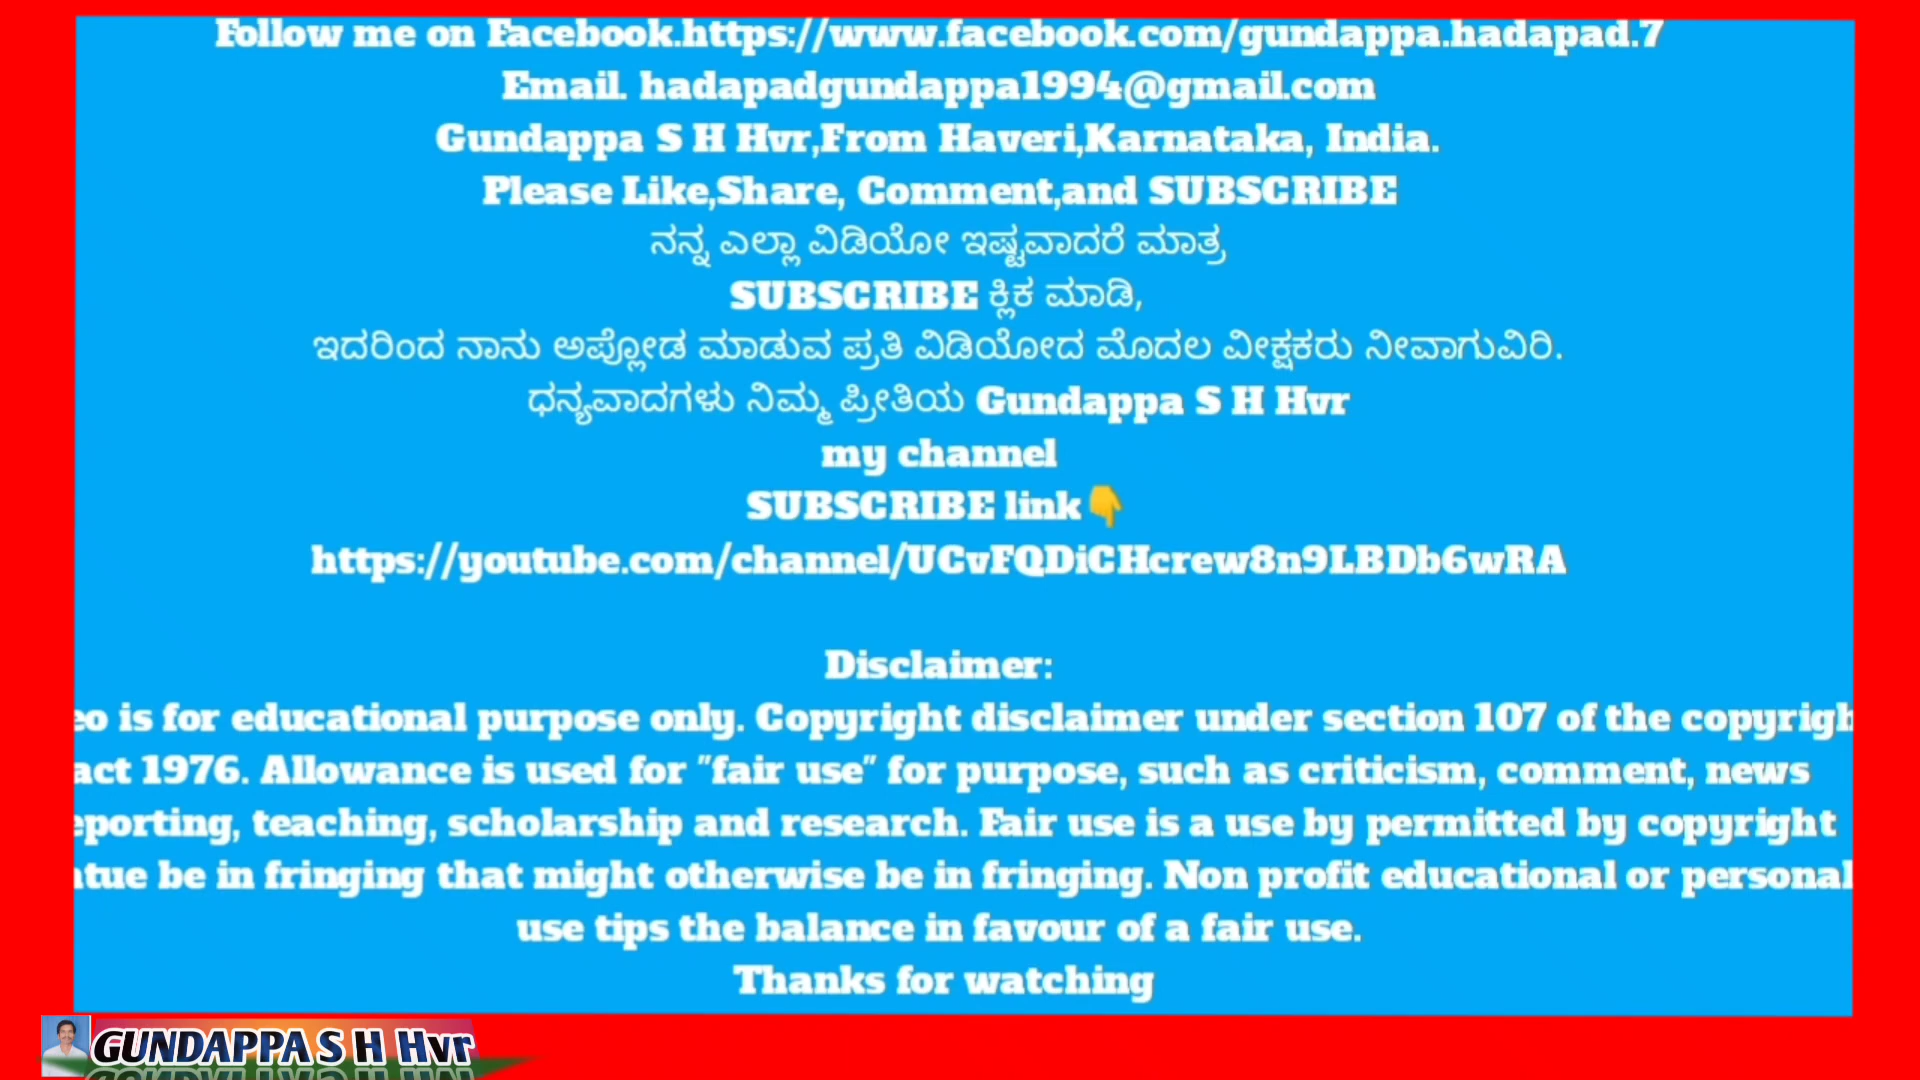 Follow me on Facebook.https://www.facebook.com/gundappa.hadapad.7
Email. hadapadgundappa1994@gmail.com
Gundappa S H Hvr,From Haveri,Karnataka, India.
Please Like,Share, Comment,and SUBSCRIBE
ನನ್ನ ಎಲ್ಲಾ ವಿಡಿಯೋ ಇಷ್ಟವಾದರೆ ಮಾತ್ರ
SUBSCRIBE ಕ್ಲಿಕ ಮಾಡಿ,
ಇದರಿಂದ ನಾನು ಅಪ್ಲೋಡ ಮಾಡುವ ಪ್ರತಿ ವಿಡಿಯೋದ ಮೊದಲ ವೀಕ್ಷಕರು ನೀವಾಗುವಿರಿ.
ಧನ್ಯವಾದಗಳು ನಿಮ್ಮ ಪ್ರೀತಿಯ Gundappa S H Hvr
my channel
SUBSCRIBE link👇
https://youtube.com/channel/UCvFQDiCHcrew8n9LBDb6wRA
Disclaimer:
eo is for educational purpose only. Copyright disclaimer under section 107 of the copyrigh
act 1976. Allowance is used for "fair use" for purpose, such as criticism, comment, news
eporting, teaching, scholarship and research. Fair use is a use by permitted by copyright
atue be in fringing that might otherwise be in fringing. Non profit educational or personal
use tips the balance in favour of a fair use.
Thanks for watching
GUNDAPPA S H Hvr